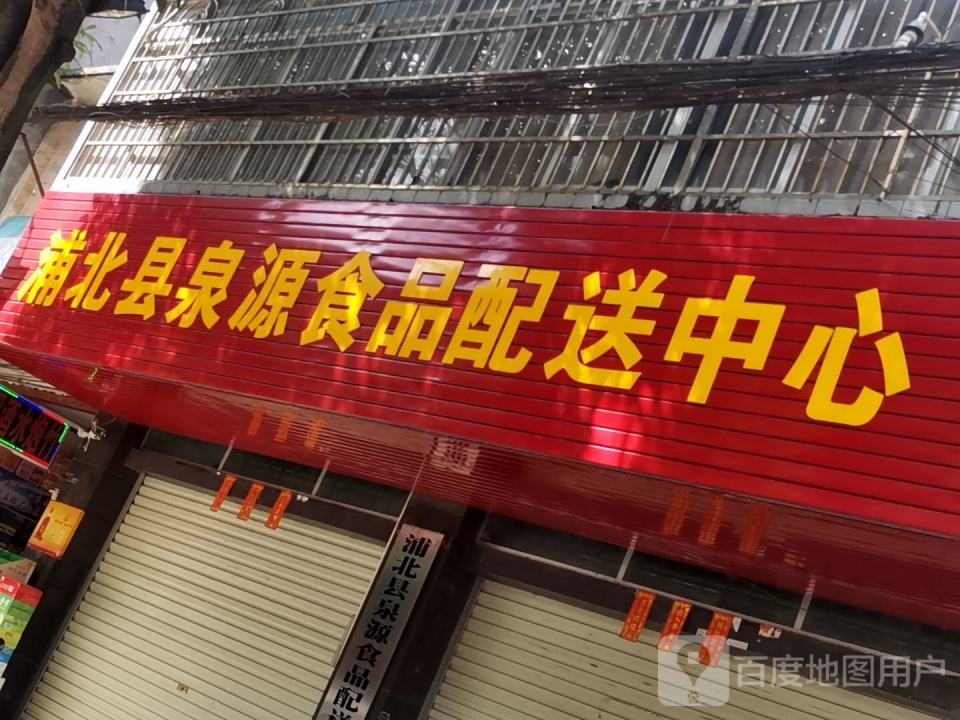 浦北县泉源食品配送中心
浦北县泉源食品配送
百度地图用户